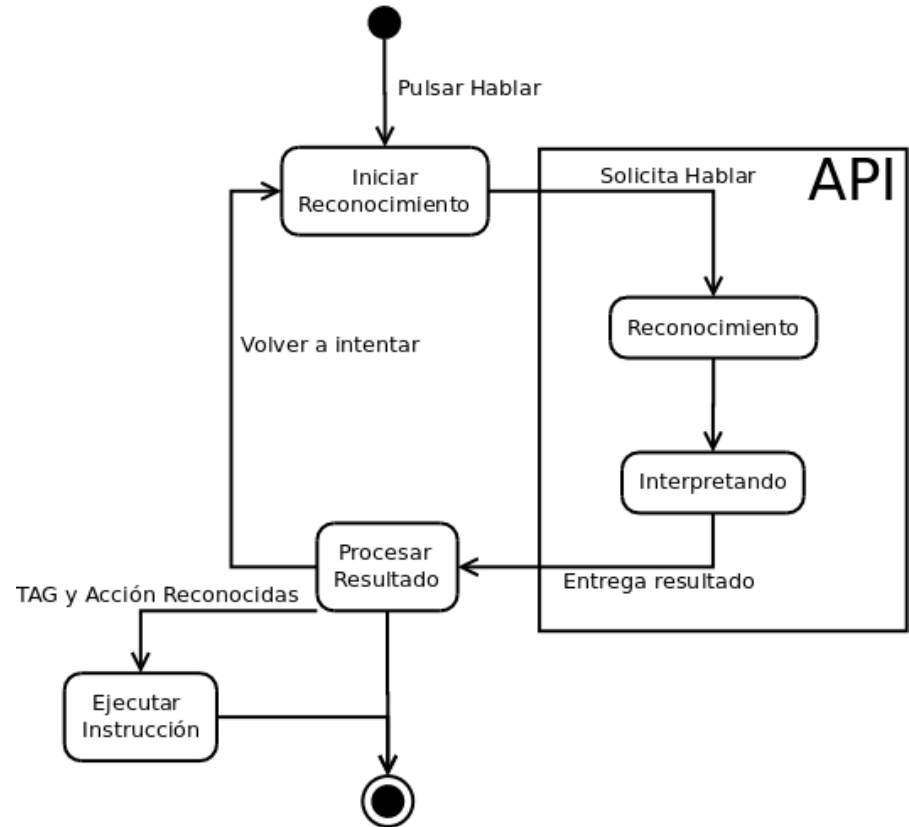 Pulsar Hablar
Iniciar
Reconocimiento
Solicita Hablar
API
Reconocimiento
Volver a intentar
Interpretando
Procesar
Resultado
Entrega resultado
TAG y Acción Reconocidas
Ejecutar
Instrucción